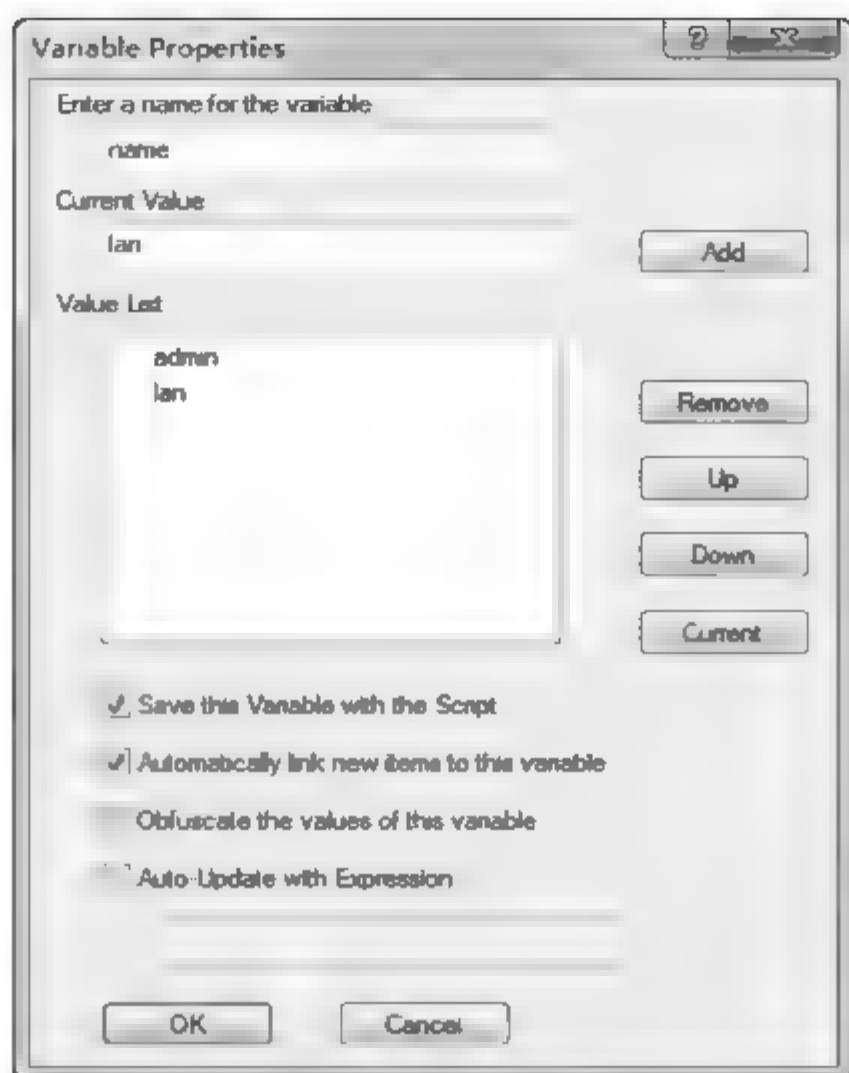 Variable Properties
Enter a name for the variable
name
Current Value
Ian
Add
Value List
admin
Ian
Remove
Up
Down
Current
Save this Variable with the Script
Automatically link new items to this variable
Obfuscate the values of this variable
Auto-Update with Expression
OK
Cancel